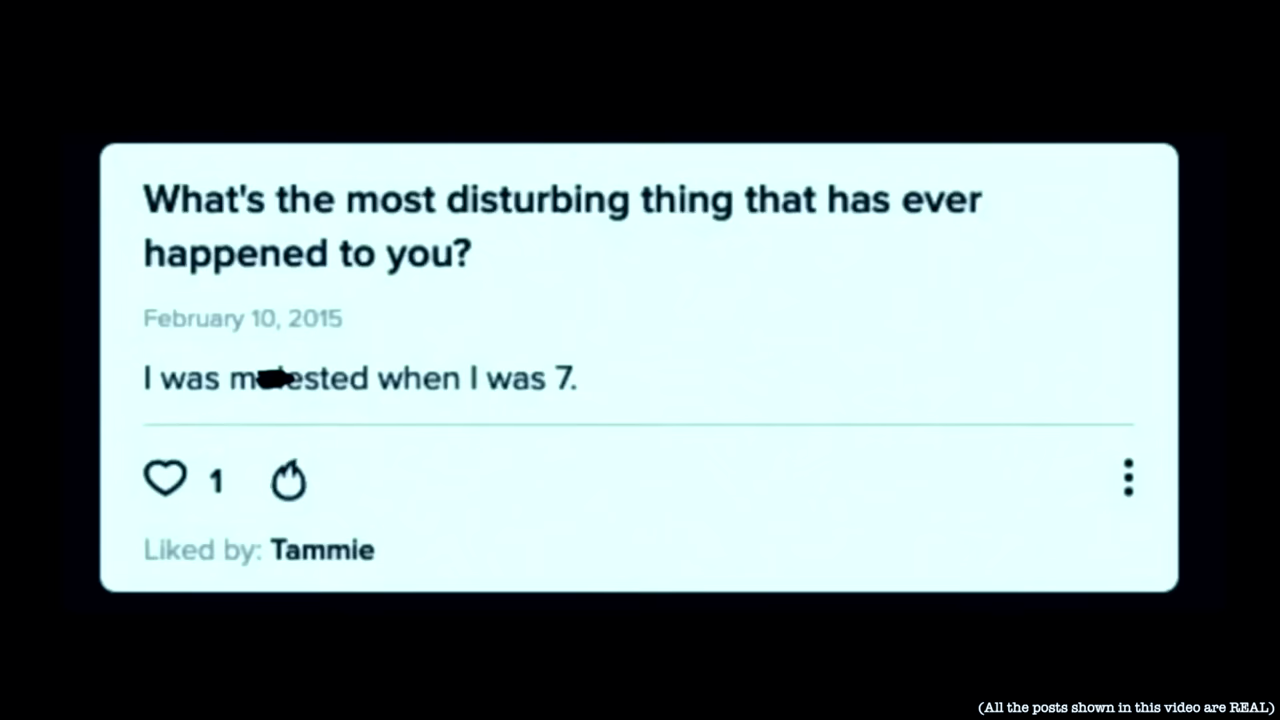 What's the most disturbing thing that has ever
happened to you?
February 10, 2015
I was when I was 7.
1
Liked by: Tammie
(All the posts shown in this video are REAL)